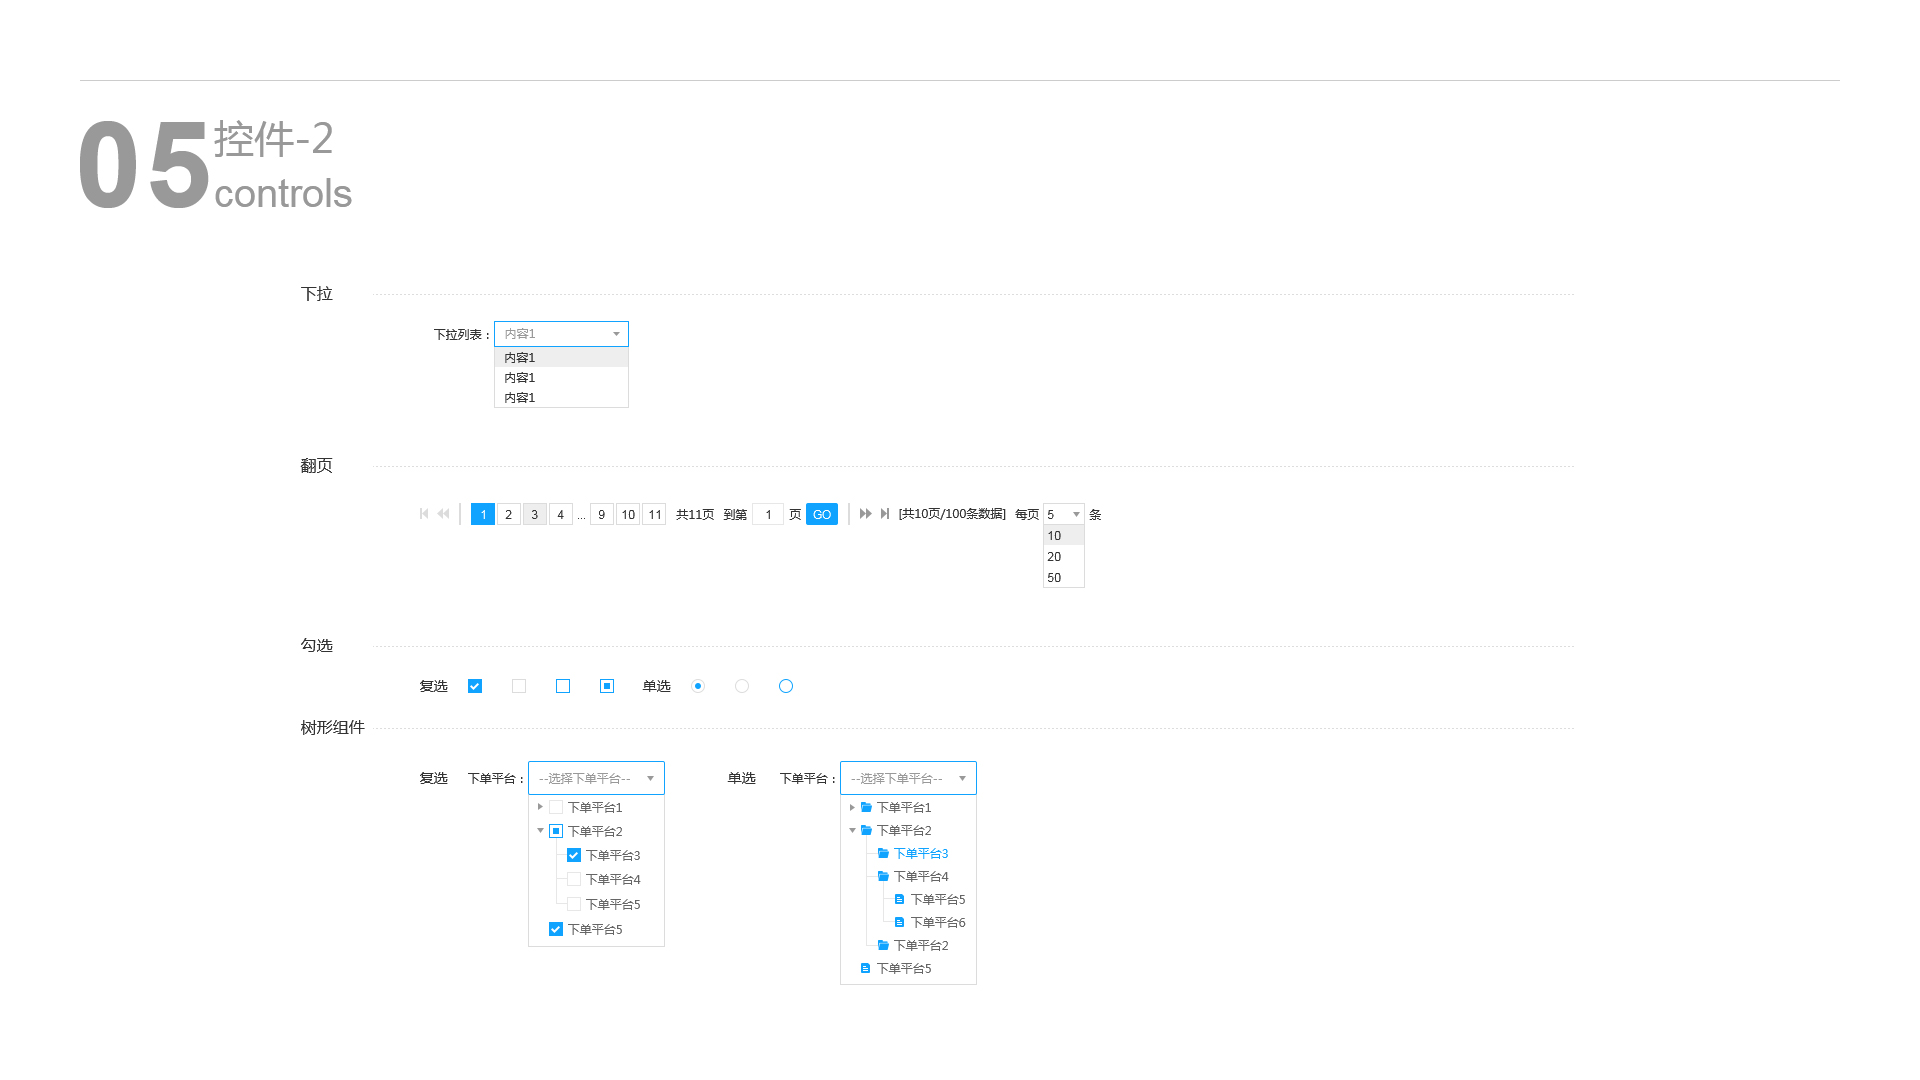 05 控件-2
controls
下拉
下拉列表： 内容1
内容1
内容1
内容1
翻页
1 2 3 4 ... 9 10 11 共11页 到第 1 页 GO [共10页/100条数据] 每页 5 条
10
20
50
勾选
复选 单选
树形组件
复选 下单平台： --选择下单平台--
下单平台1
下单平台2
下单平台3
下单平台4
下单平台5
下单平台5
单选 下单平台： --选择下单平台--
下单平台1
下单平台2
下单平台3
下单平台4
下单平台5
下单平台6
下单平台2
下单平台5